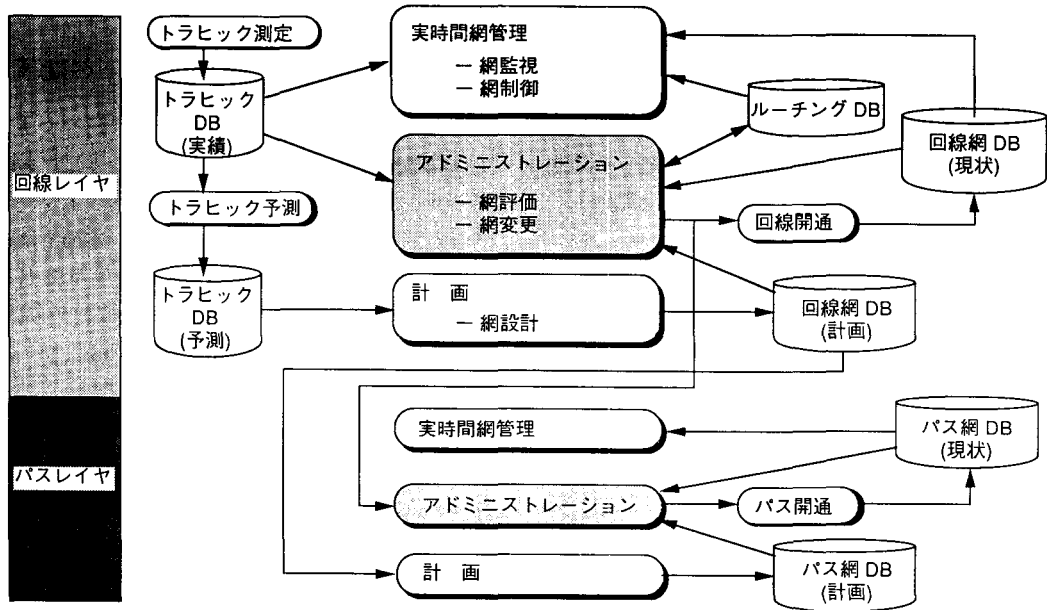 トラヒック測定
トラヒック
DB
(実績)
トラヒック予測
トラヒック
DB
(予測)
回線レイヤ
パスレイヤ
実時間網管理
— 網監視
— 網制御
アドミニストレーション
— 網評価
— 網変更
計　画
— 網設計
ルーチング DB
回線網 DB
(現状)
回線開通
回線網 DB
(計画)
実時間網管理
アドミニストレーション
計　画
パス網 DB
(現状)
パス開通
パス網 DB
(計画)